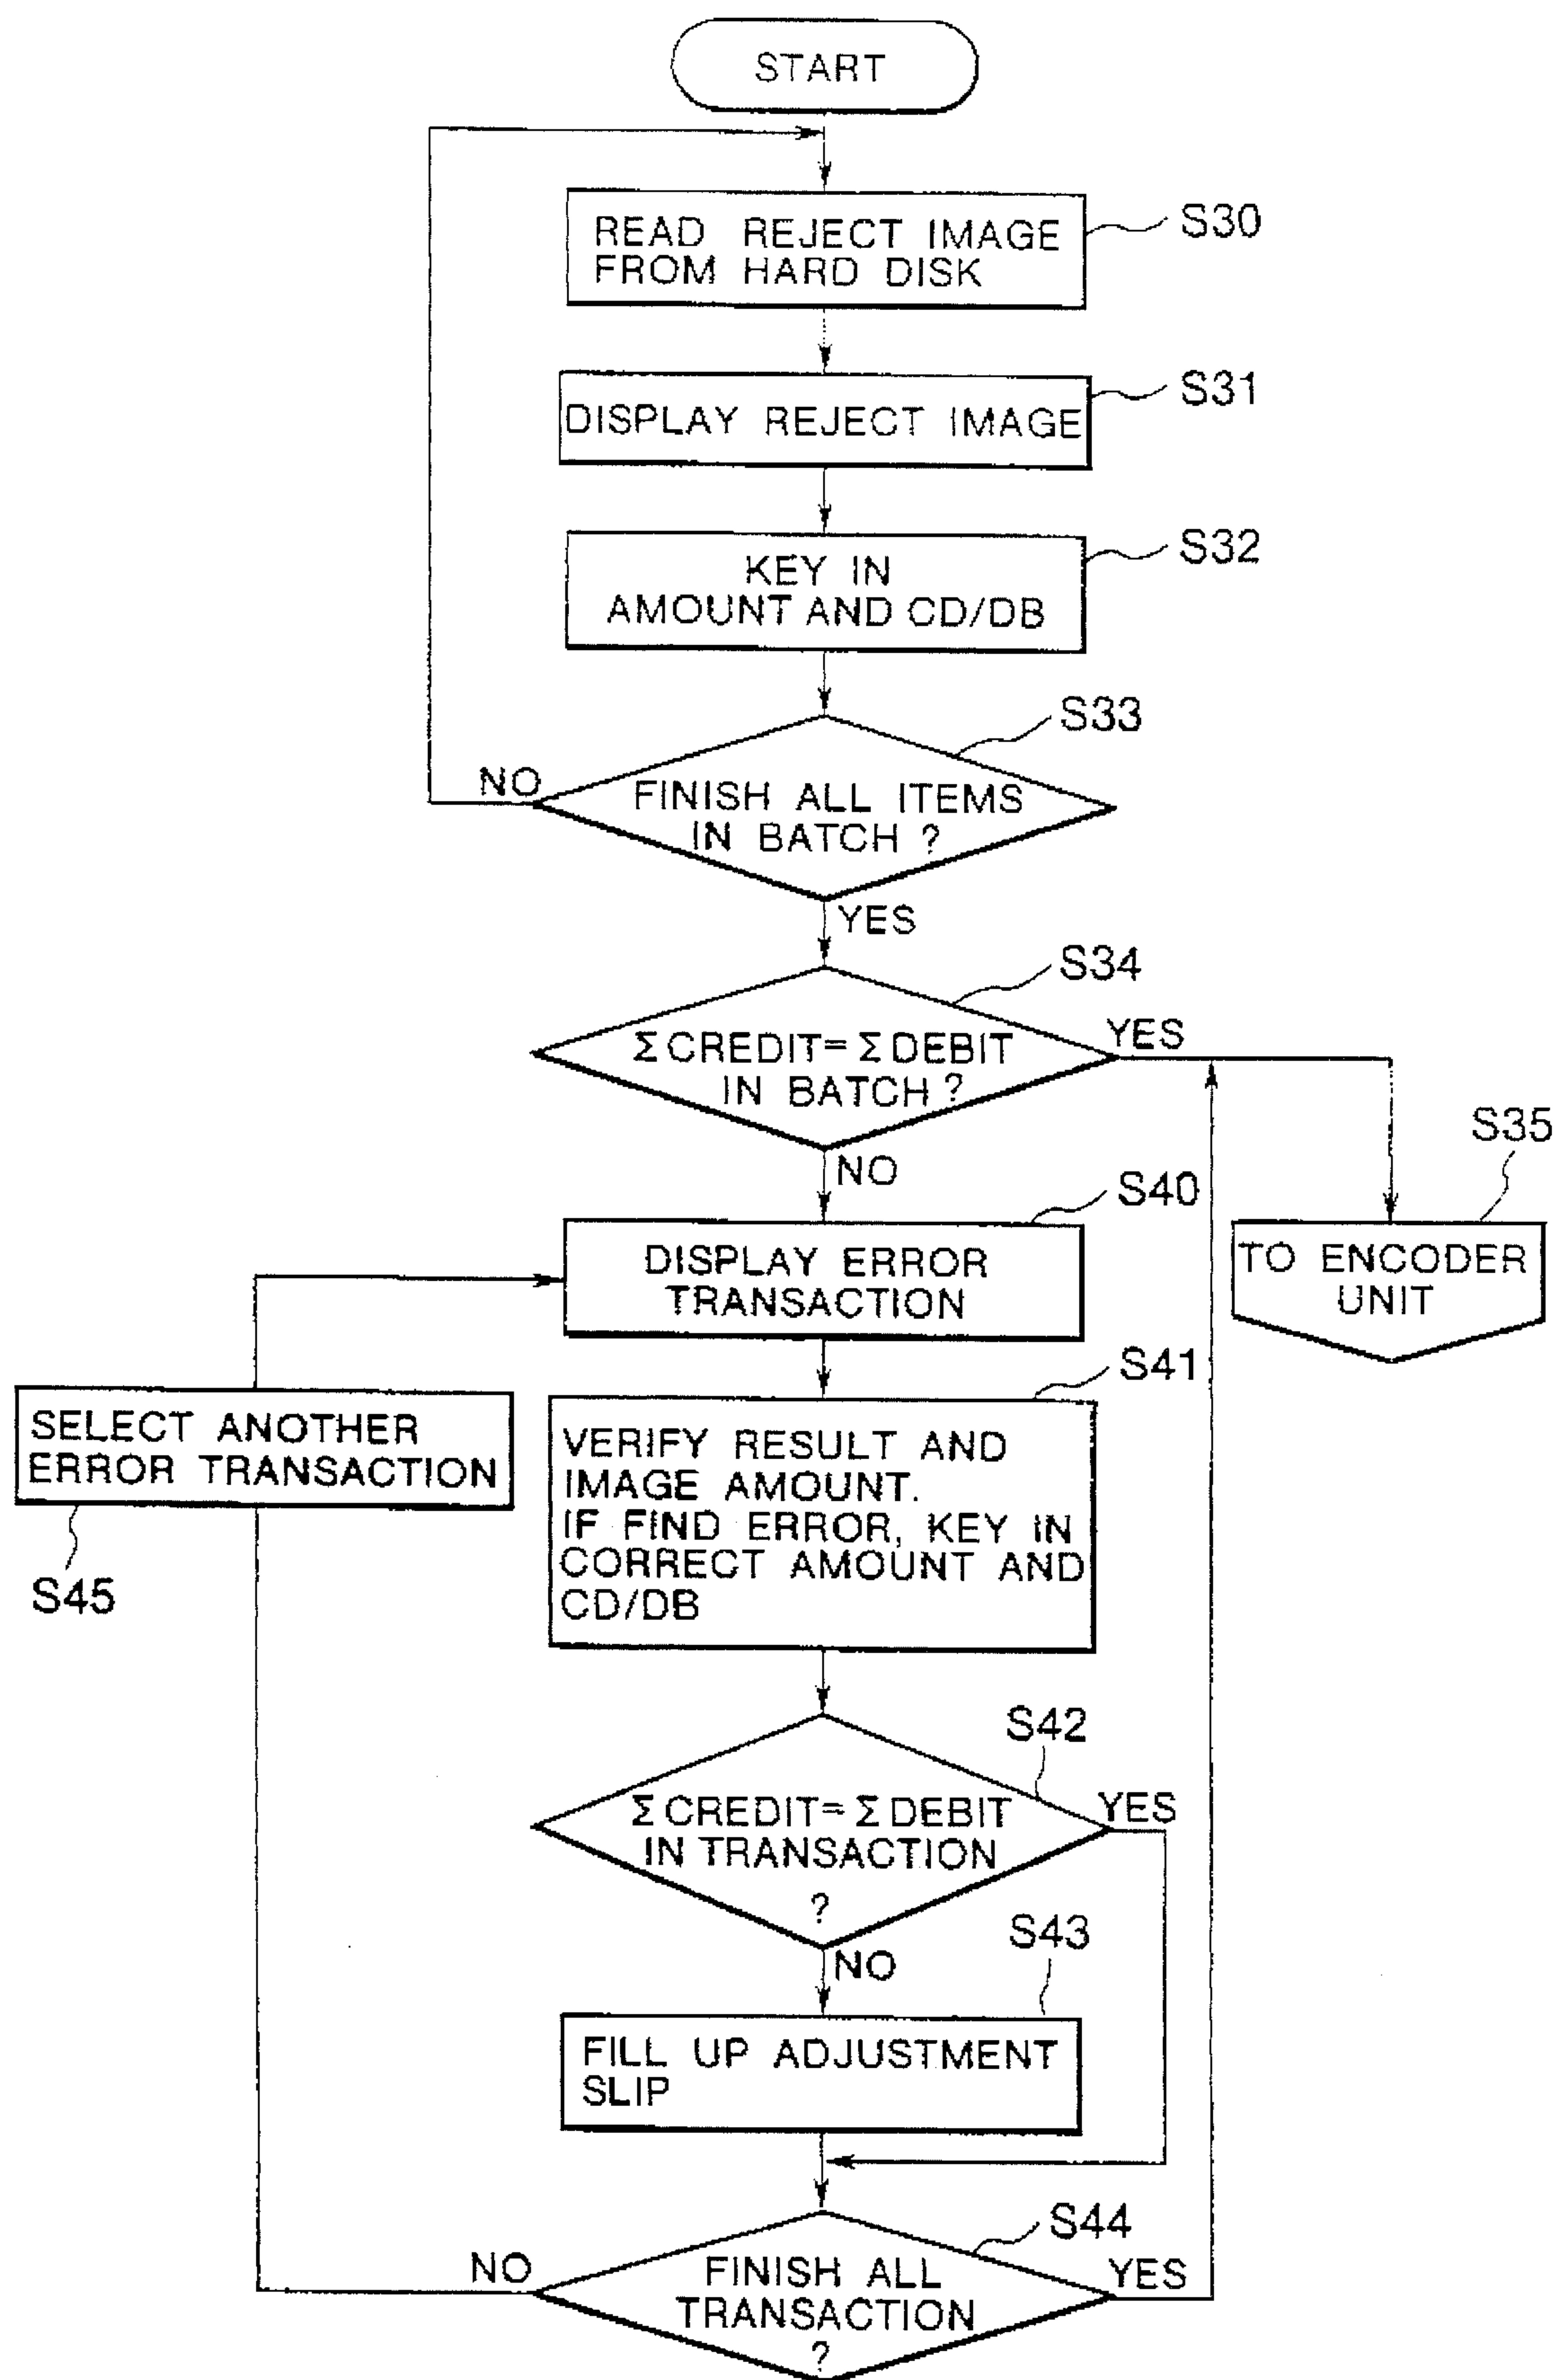 START
READ REJECT IMAGE
FROM HARD DISK
S30
DISPLAY REJECT IMAGE
S31
KEY IN
AMOUNT AND CD/DB
S32
S33
NO
FINISH ALL ITEMS
IN BATCH ?
YES
S34
Σ CREDIT= Σ DEBIT
IN BATCH ?
YES
NO
S35
TO ENCODER
UNIT
S40
DISPLAY ERROR
TRANSACTION
S41
SELECT ANOTHER
ERROR TRANSACTION
S45
VERIFY RESULT AND
IMAGE AMOUNT.
IF FIND ERROR, KEY IN
CORRECT AMOUNT AND
CD/DB
S42
Σ CREDIT= Σ DEBIT
IN TRANSACTION
?
YES
NO
S43
FILL UP ADJUSTMENT
SLIP
S44
NO
FINISH ALL
TRANSACTION
?
YES